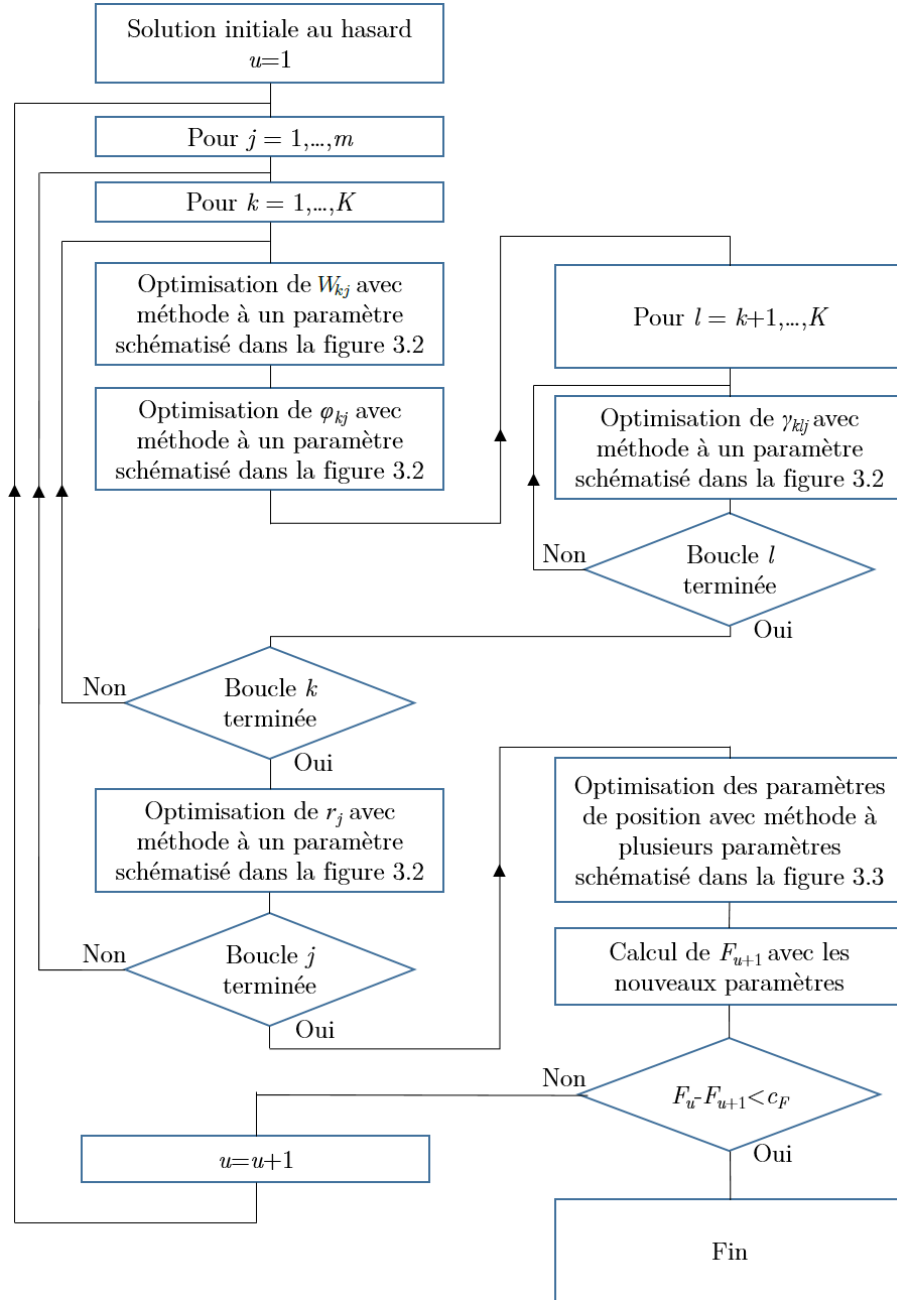 Solution initiale au hasard
u=1
Pour j = 1,...,m
Pour k = 1,...,K
Optimisation de W_kj avec
méthode à un paramètre
schématisé dans la figure 3.2
Optimisation de φ_kj avec
méthode à un paramètre
schématisé dans la figure 3.2
Pour l = k+1,...,K
Optimisation de γ_klj avec
méthode à un paramètre
schématisé dans la figure 3.2
Non
Boucle l
terminée
Oui
Non
Boucle k
terminée
Oui
Optimisation de r_j avec
méthode à un paramètre
schématisé dans la figure 3.2
Non
Boucle j
terminée
Oui
Optimisation des paramètres
de position avec méthode à
plusieurs paramètres
schématisé dans la figure 3.3
Calcul de F_u+1 avec les
nouveaux paramètres
Non
F_u-F_u+1<c_F
Oui
u=u+1
Fin